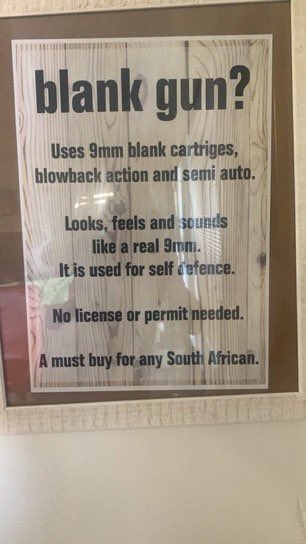 blank gun?
Uses 9mm blank cartriges,
blowback action and semi auto.
Looks, feels and sounds
like a real 9mm.
It is used for self defence.
No license or permit needed.
A must buy for any South African.